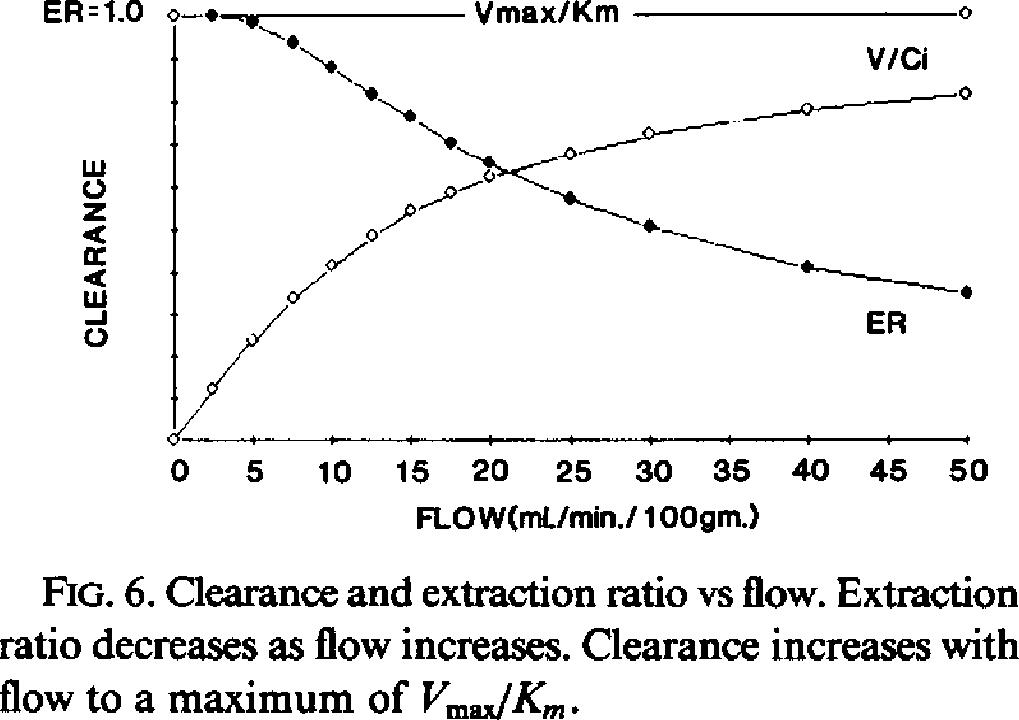 ER=1.0
Vmax/Km
V/Ci
CLEARANCE
ER
0 5 10 15 20 25 30 35 40 45 50
FLOW(mL/min./100gm.)
FIG. 6. Clearance and extraction ratio vs flow. Extraction
ratio decreases as flow increases. Clearance increases with
flow to a maximum of Vmax/Km.